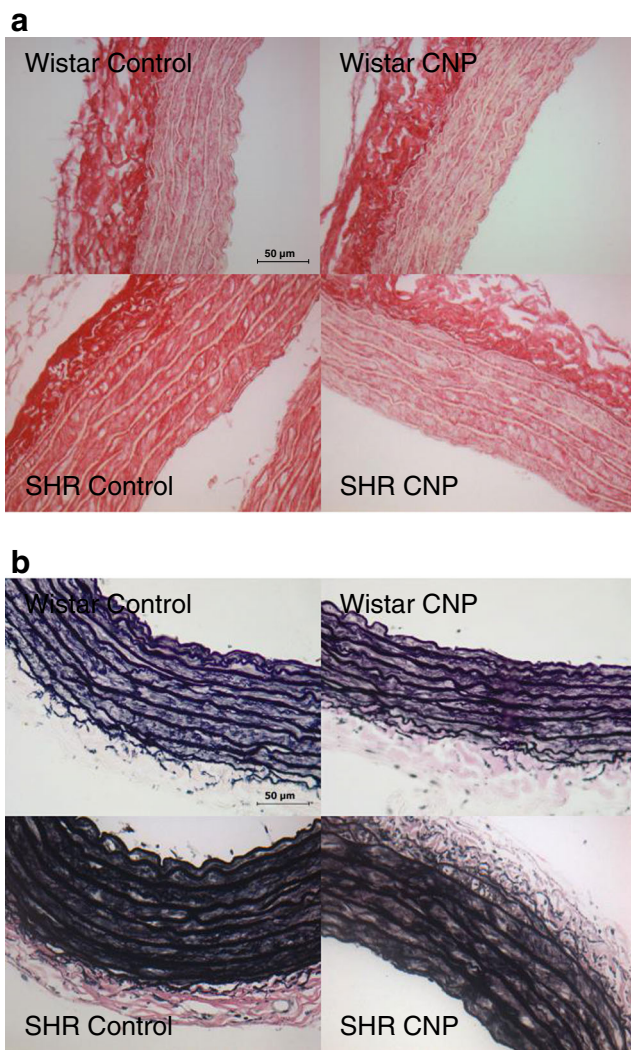 a
Wistar Control
Wistar CNP
50 µm
SHR Control
SHR CNP
b
Wistar Control
Wistar CNP
50 µm
SHR Control
SHR CNP